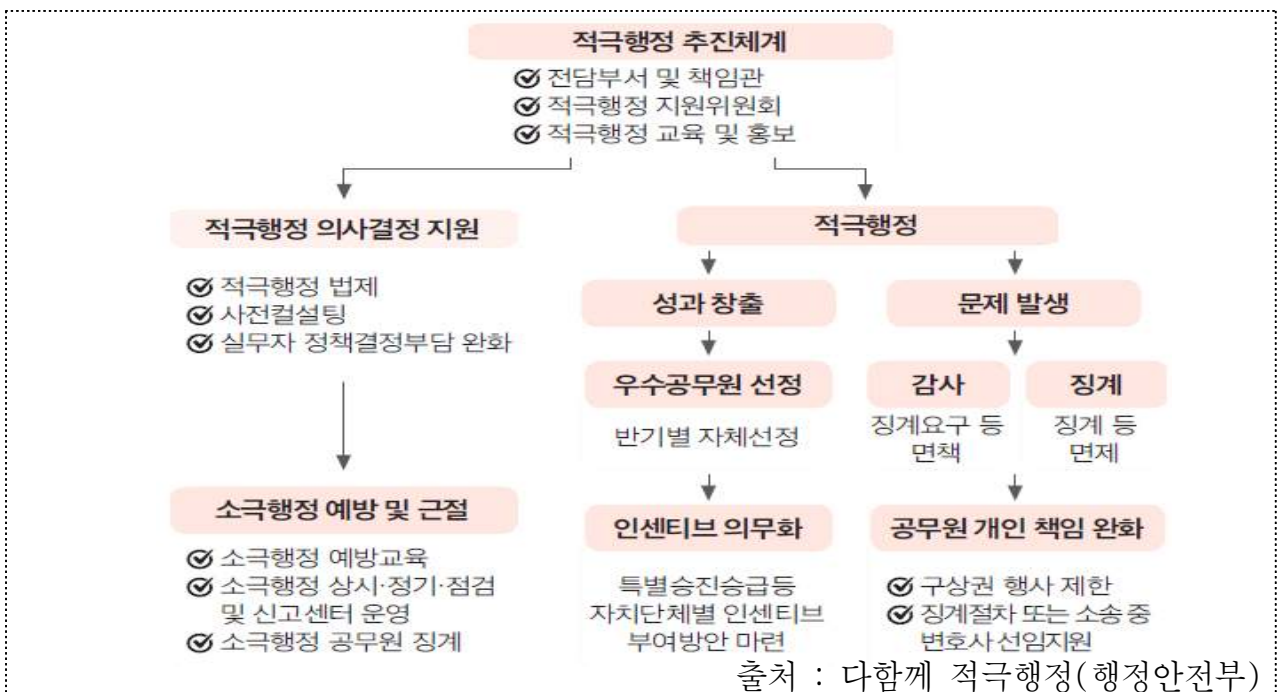 적극행정 추진체계
전담부서 및 책임관
적극행정 지원위원회
적극행정 교육 및 홍보
적극행정 의사결정 지원
적극행정 법제
사전컬설팅
실무자 정책결정부담 완화
소극행정 예방 및 근절
소극행정 예방교육
소극행정 상시·정기·점검
및 신고센터 운영
소극행정 공무원 징계
적극행정
성과 창출
우수공무원 선정
반기별 자체선정
인센티브 의무화
특별승진승급등
자치단체별 인센티브
부여방안 마련
문제 발생
감사
징계요구 등
면책
징계
징계 등
면제
공무원 개인 책임 완화
구상권 행사 제한
징계절차 또는 소송 중
변호사 선임지원
출처 : 다함께 적극행정(행정안전부)